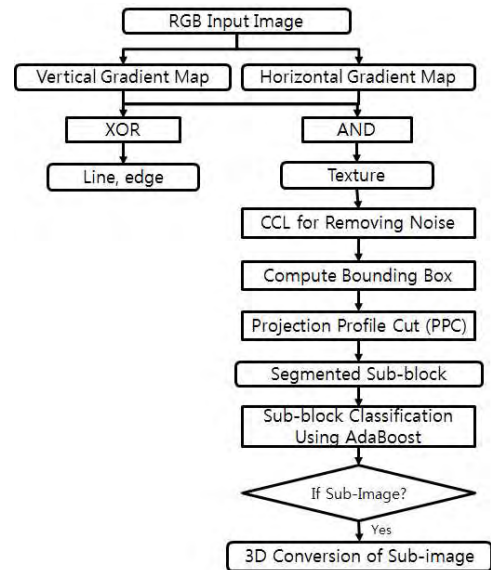 RGB Input Image
Vertical Gradient Map
Horizontal Gradient Map
XOR
AND
Line, edge
Texture
CCL for Removing Noise
Compute Bounding Box
Projection Profile Cut (PPC)
Segmented Sub-block
Sub-block Classification
Using AdaBoost
If Sub-Image?
Yes
3D Conversion of Sub-image